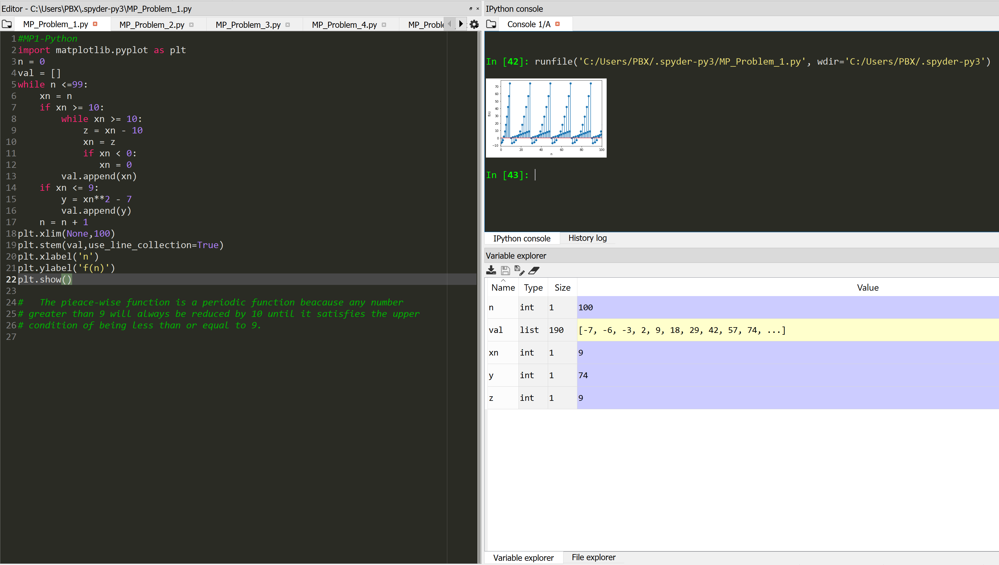 Editor - C:\Users\PBX\.spyder-py3\MP_Problem_1.py
MP_Problem_1.py
MP_Problem_2.py
MP_Problem_3.py
MP_Problem_4.py
MP_Proble
1 #MP1-Python
2 import matplotlib.pyplot as plt
3 n = 0
4 val = []
5 while n <=99:
6     xn = n
7     if xn >= 10:
8         while xn >= 10:
9             z = xn - 10
10             xn = z
11             if xn < 0:
12                xn = 0
13         val.append(xn)
14     if xn <= 9:
15         y = xn**2 - 7
16         val.append(y)
17     n = n + 1
18 plt.xlim(None,100)
19 plt.stem(val,use_line_collection=True)
20 plt.xlabel('n')
21 plt.ylabel('f(n)')
22 plt.show()
23
24 #   The pieace-wise function is a periodic function beacause any number
25 # greater than 9 will always be reduced by 10 until it satisfies the upper
26 # condition of being less than or equal to 9.
27
IPython console
Console 1/A
In [42]: runfile('C:/Users/PBX/.spyder-py3/MP_Problem_1.py', wdir='C:/Users/PBX/.spyder-py3')
70
60
50
40
30
20
10
0
−10
f(n)
0 20 40 60 80 100
n
In [43]:
IPython console
History log
Variable explorer
Name Type Size Value
n int 1 100
val list 190 [-7, -6, -3, 2, 9, 18, 29, 42, 57, 74, ...]
xn int 1 9
y int 1 74
z int 1 9
Variable explorer
File explorer